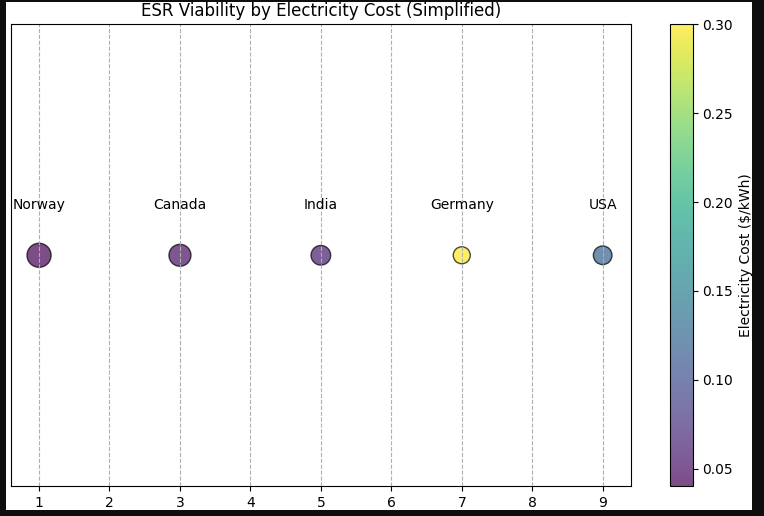 ESR Viability by Electricity Cost (Simplified)
Norway
Canada
India
Germany
USA
1
2
3
4
5
6
7
8
9
0.30
0.25
0.20
0.15
0.10
0.05
Electricity Cost ($/kWh)